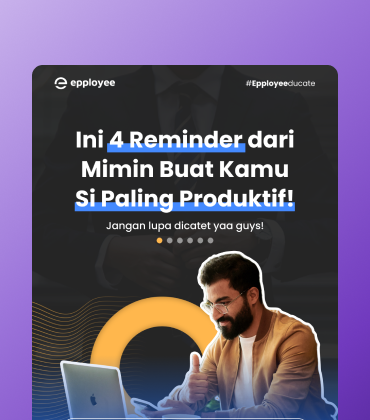 epployee
#Epployeeducate
Ini 4 Reminder dari
Mimin Buat Kamu
Si Paling Produktif!
Jangan lupa dicatet yaa guys!